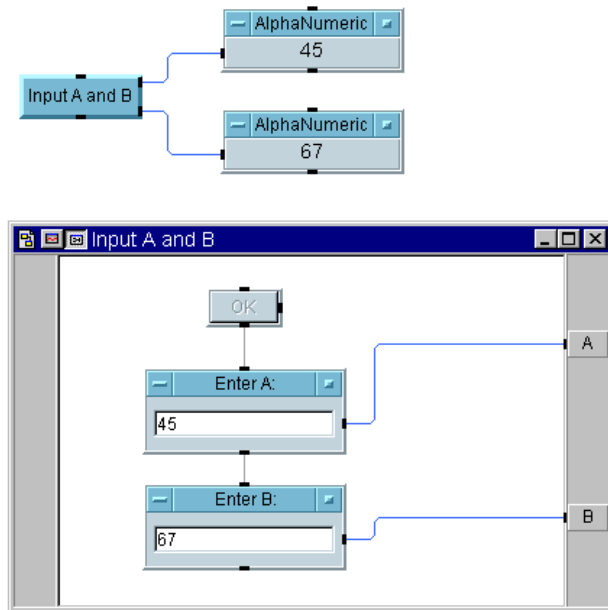 AlphaNumeric
45
Input A and B
AlphaNumeric
67
Input A and B
OK
A
Enter A:
45
Enter B:
B
67